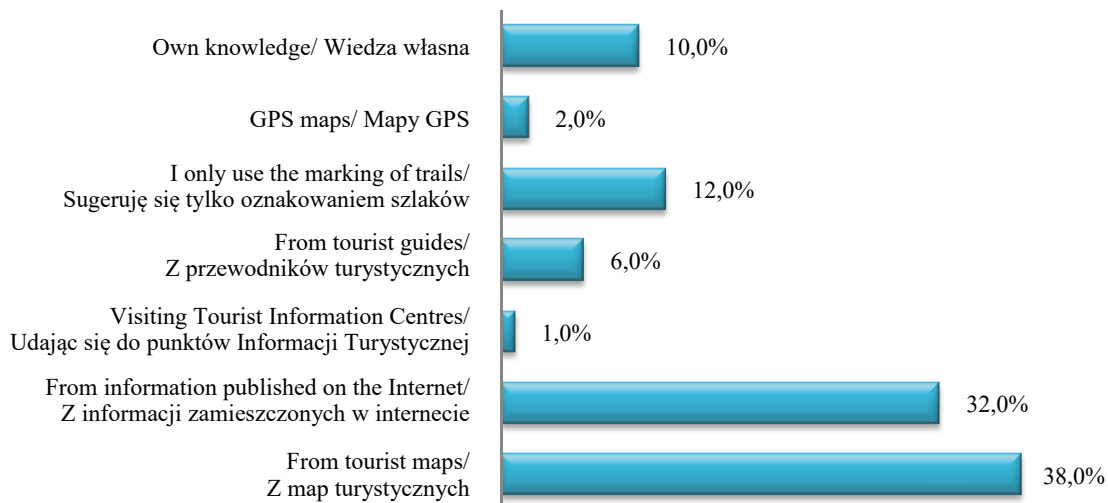 Own knowledge/ Wiedza własna
10,0%
GPS maps/ Mapy GPS
2,0%
I only use the marking of trails/
Sugeruję się tylko oznakowaniem szlaków
12,0%
From tourist guides/
Z przewodników turystycznych
6,0%
Visiting Tourist Information Centres/
Udając się do punktów Informacji Turystycznej
1,0%
From information published on the Internet/
Z informacji zamieszczonych w internecie
32,0%
From tourist maps/
Z map turystycznych
38,0%